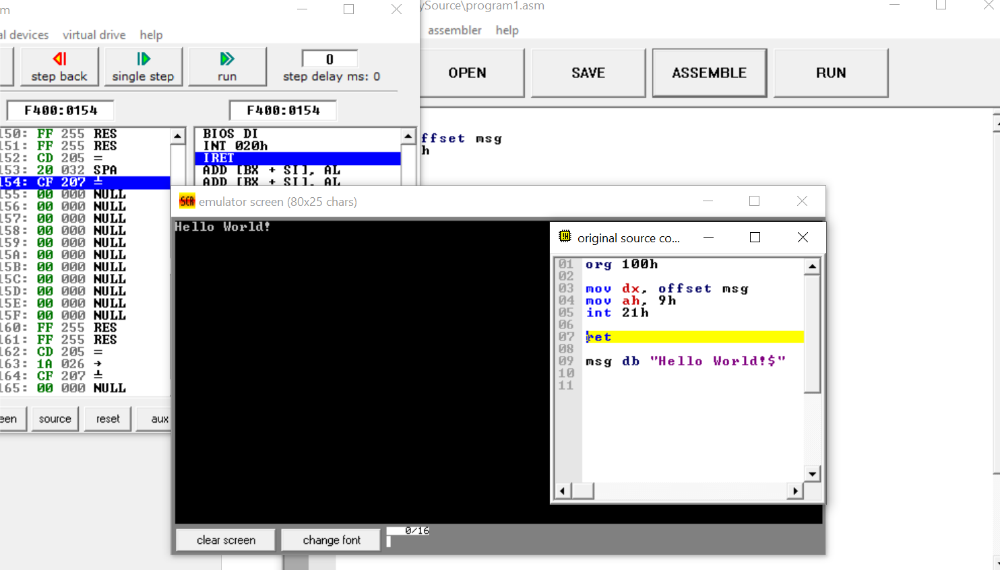 m
al devices virtual drive help
step back
single step
run
0
step delay ms: 0
F400:0154
F400:0154
150: FF 255 RES
151: FF 255 RES
152: CD 205 =
153: 20 032 SPA
154: CF 207 ╧
155: 00 000 NULL
156: 00 000 NULL
157: 00 000 NULL
158: 00 000 NULL
159: 00 000 NULL
15A: 00 000 NULL
15B: 00 000 NULL
15C: 00 000 NULL
15D: 00 000 NULL
15E: 00 000 NULL
15F: 00 000 NULL
160: FF 255 RES
161: FF 255 RES
162: CD 205 =
163: 1A 026 →
164: CF 207 ╧
165: 00 000 NULL
BIOS DI
INT 020h
IRET
ADD [BX + SI], AL
ADD [BX + SI], AL
een
source
reset
aux
ySource\program1.asm
assembler help
OPEN
SAVE
ASSEMBLE
RUN
ffset msg
h
SCR
emulator screen (80x25 chars)
Hello World!
clear screen
change font
0/16
original source co...
01 org 100h
02
03 mov dx, offset msg
04 mov ah, 9h
05 int 21h
06
07 ret
08
09 msg db "Hello World!$"
10
11